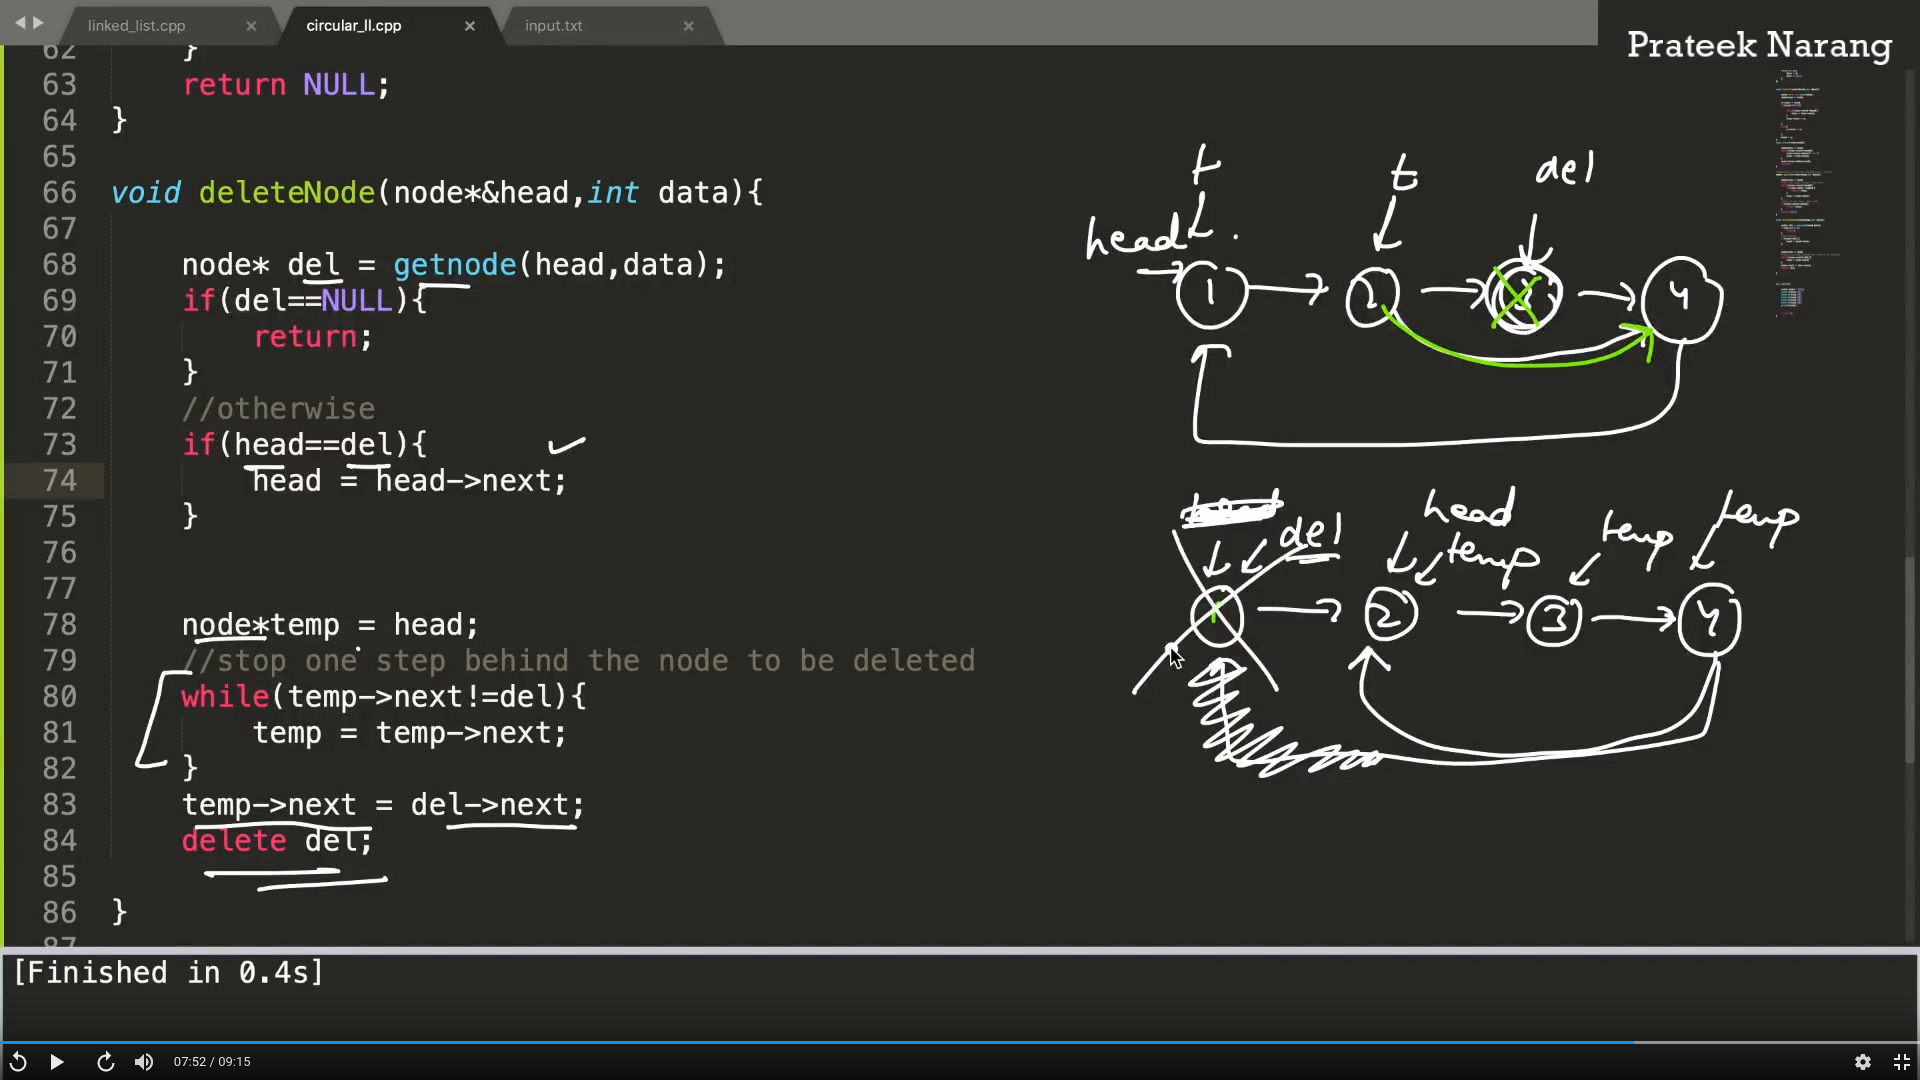 linked_list.cpp × circular_ll.cpp × input.txt ×
Prateek Narang
62 }
63 return NULL;
64 }
65
66 void deleteNode(node*&head,int data){
67
68 node* del = getnode(head,data);
69 if(del==NULL){
70 return;
71 }
72 //otherwise
73 if(head==del){
74 head = head->next;
75 }
76
77
78 node*temp = head;
79 //stop one step behind the node to be deleted
80 while(temp->next!=del){
81 temp = temp->next;
82 }
83 temp->next = del->next;
84 delete del;
85
86 }
87
t t del
head
1 2 3 4
head del head temp temp
temp
1 2 3 4
[Finished in 0.4s]
07:52 / 09:15